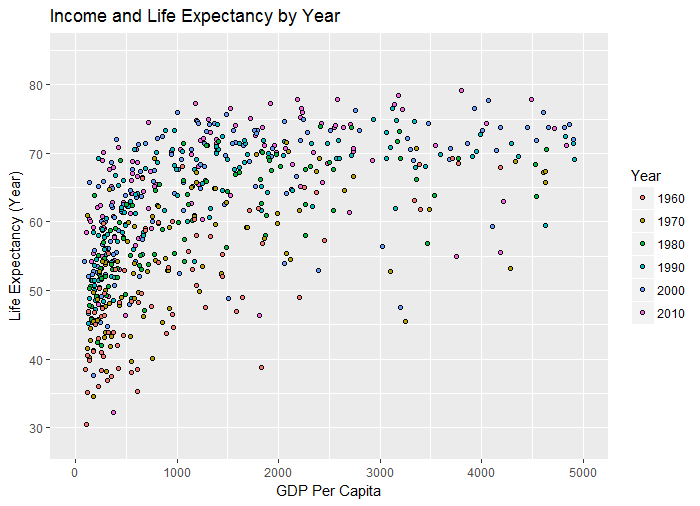 Income and Life Expectancy by Year
Life Expectancy (Year)
80
70
60
50
40
30
0 1000 2000 3000 4000 5000
GDP Per Capita
Year
1960
1970
1980
1990
2000
2010